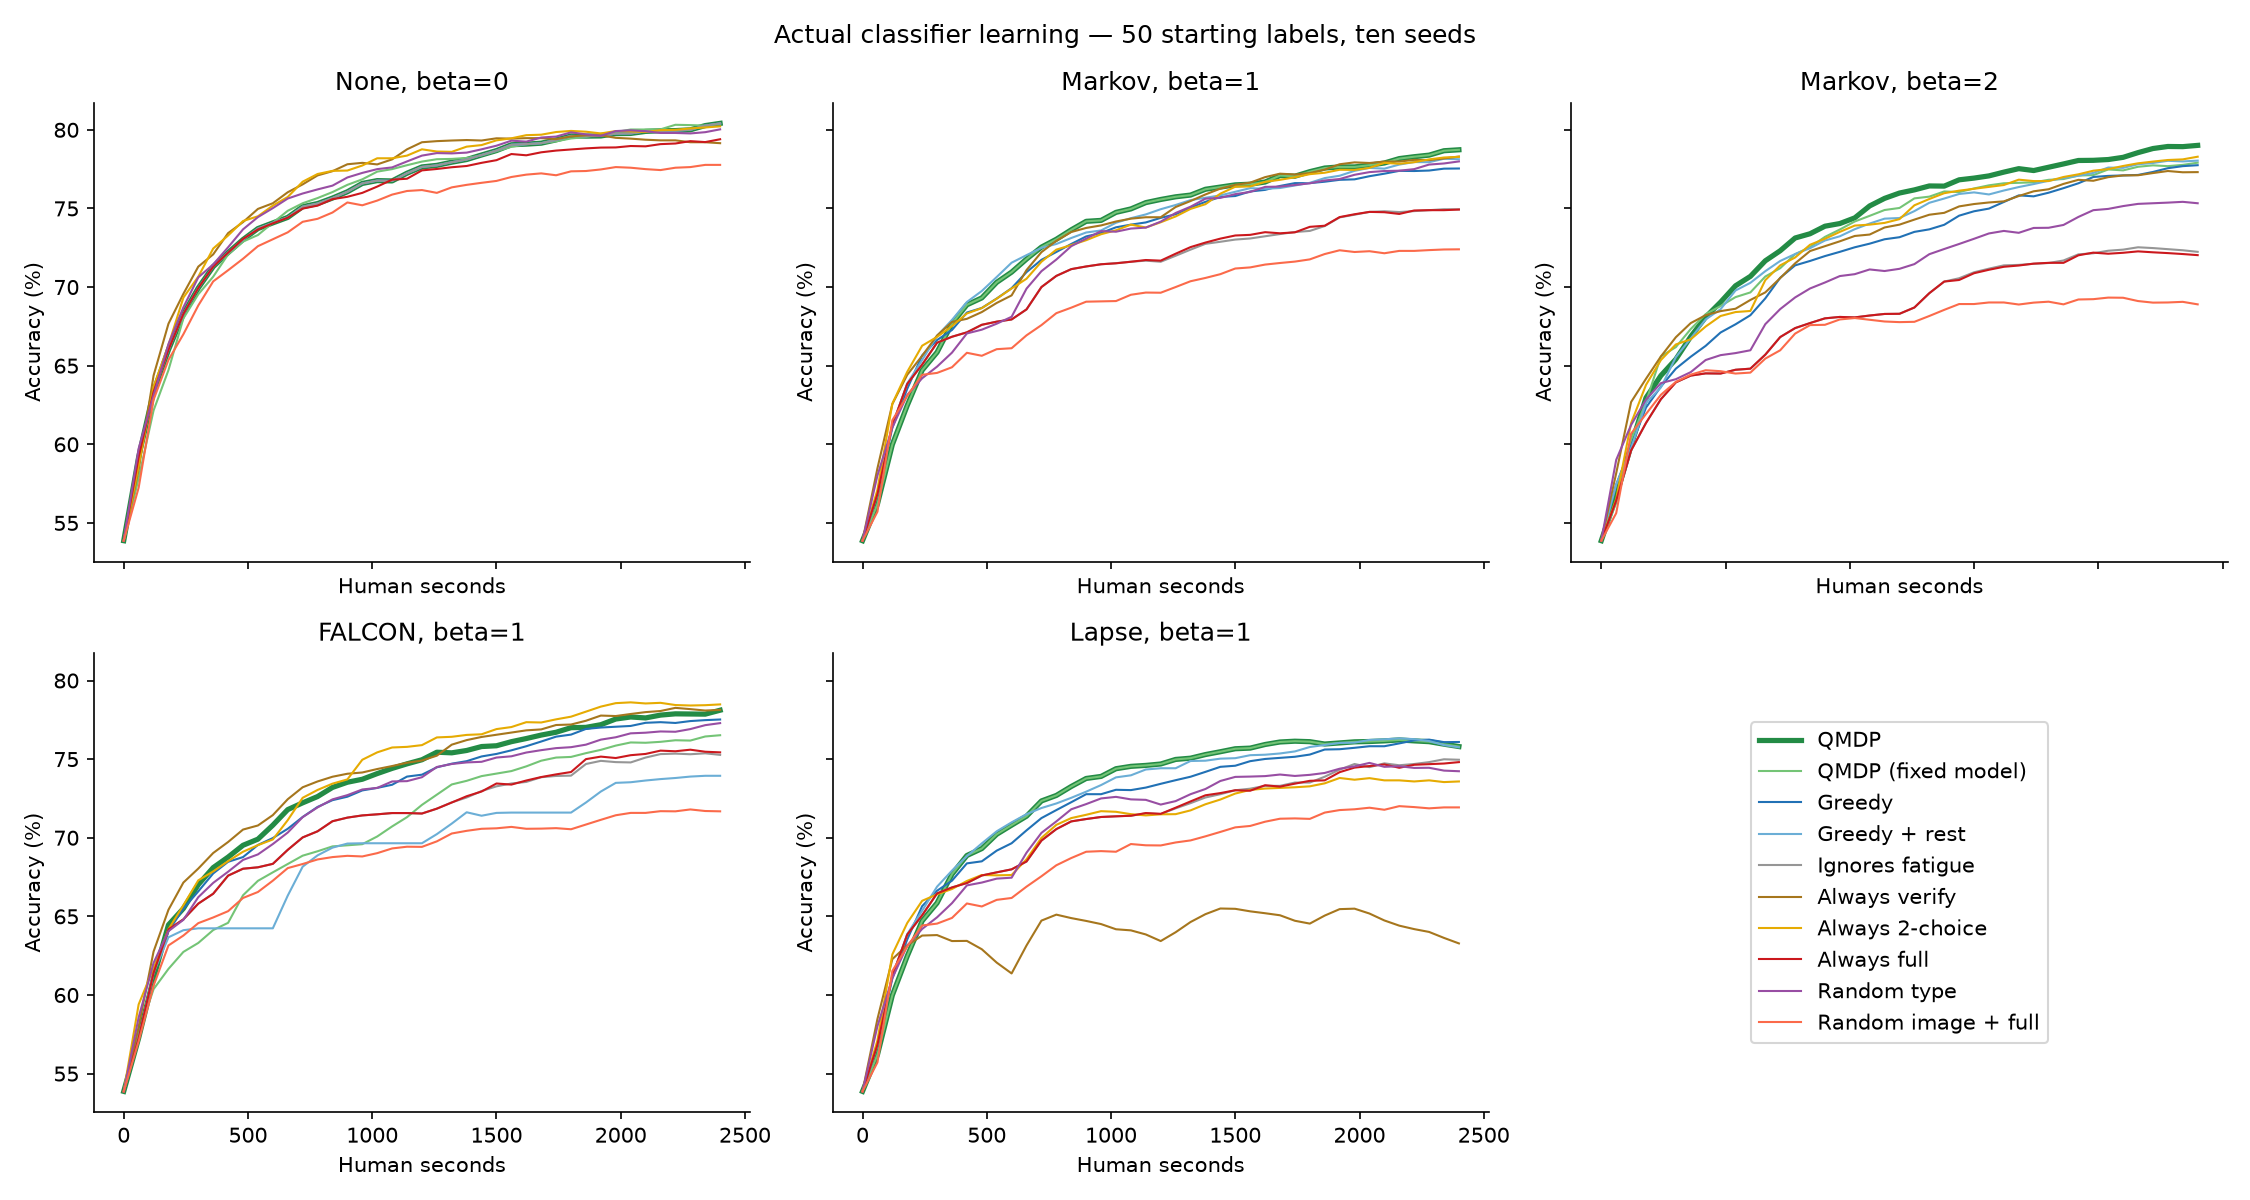 Actual classifier learning — 50 starting labels, ten seeds
None, beta=0
Accuracy (%)
80
75
70
65
60
55
Human seconds
Markov, beta=1
Accuracy (%)
Human seconds
Markov, beta=2
Accuracy (%)
Human seconds
FALCON, beta=1
Accuracy (%)
80
75
70
65
60
55
0 500 1000 1500 2000 2500
Human seconds
Lapse, beta=1
Accuracy (%)
0 500 1000 1500 2000 2500
Human seconds
QMDP
QMDP (fixed model)
Greedy
Greedy + rest
Ignores fatigue
Always verify
Always 2-choice
Always full
Random type
Random image + full